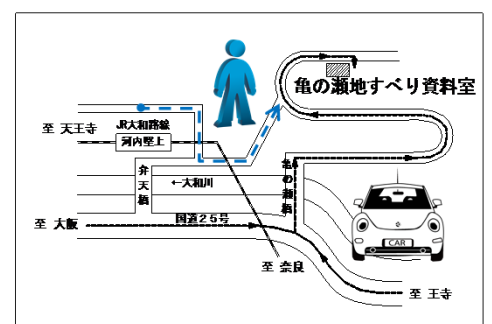 亀の瀬地すべり資料室
JR大和路線
至 天王寺
河内堅上
弁天橋
←大和川
亀の瀬橋
国道25号
至 大阪
CAR
至 奈良
至 王寺